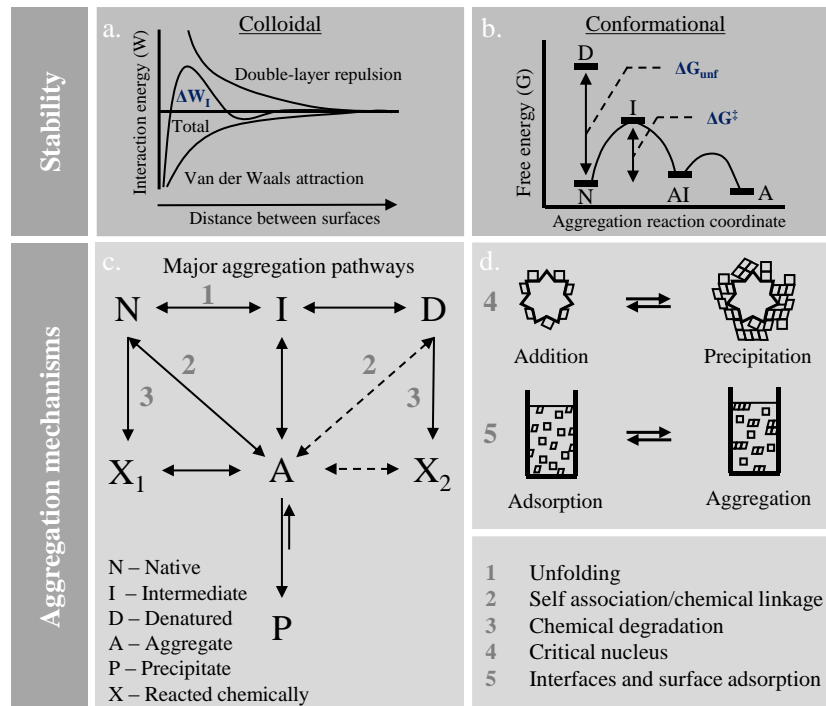 Stability
a.
Colloidal
Interaction energy (W)
Double-layer repulsion
ΔW_I
Total
Van der Waals attraction
Distance between surfaces
b.
Conformational
Free energy (G)
D
ΔG_unf
I
ΔG‡
N
AI
A
Aggregation reaction coordinate
Aggregation mechanisms
c.
Major aggregation pathways
N
1
I
D
2
2
3
3
X₁
A
X₂
P
N – Native
I – Intermediate
D – Denatured
A – Aggregate
P – Precipitate
X – Reacted chemically
d.
4
Addition
Precipitation
5
Adsorption
Aggregation
1 Unfolding
2 Self association/chemical linkage
3 Chemical degradation
4 Critical nucleus
5 Interfaces and surface adsorption